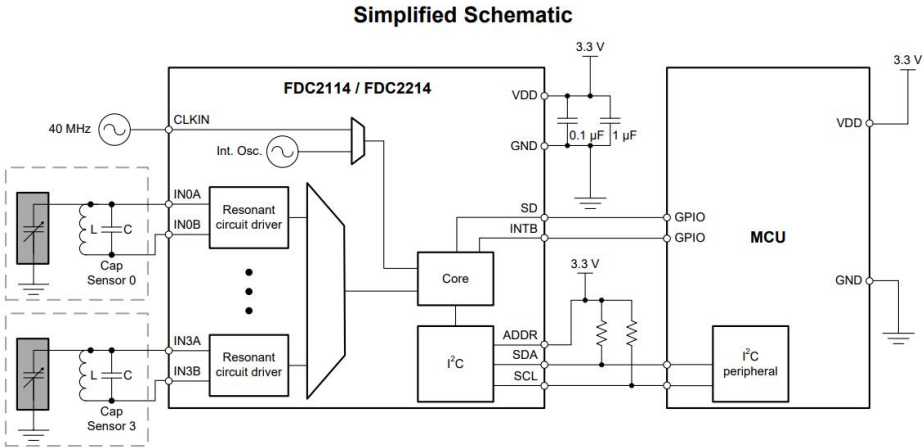 Simplified Schematic
3.3 V
3.3 V
FDC2114 / FDC2214
VDD
CLKIN
40 MHz
Int. Osc.
0.1 µF
1 µF
GND
VDD
IN0A
IN0B
L
C
Cap
Sensor 0
Resonant
circuit driver
SD
INTB
GPIO
GPIO
MCU
Core
3.3 V
GND
IN3A
IN3B
L
C
Cap
Sensor 3
Resonant
circuit driver
ADDR
SDA
SCL
I²C
I²C
peripheral